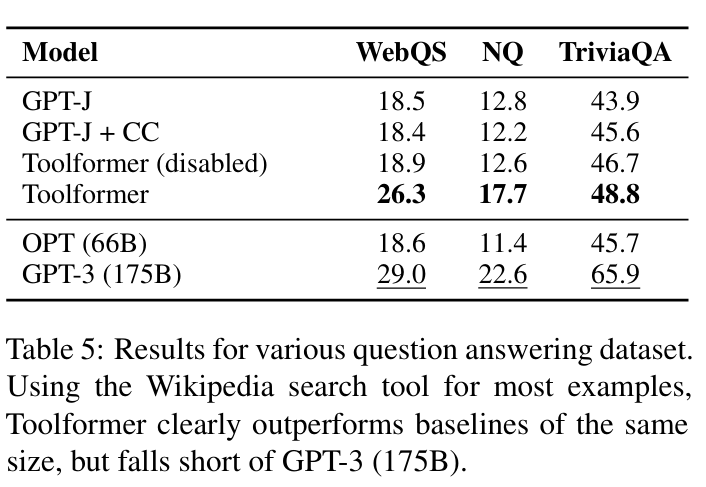 Model WebQS NQ TriviaQA
GPT-J 18.5 12.8 43.9
GPT-J + CC 18.4 12.2 45.6
Toolformer (disabled) 18.9 12.6 46.7
Toolformer 26.3 17.7 48.8
OPT (66B) 18.6 11.4 45.7
GPT-3 (175B) 29.0 22.6 65.9
Table 5: Results for various question answering dataset.
Using the Wikipedia search tool for most examples,
Toolformer clearly outperforms baselines of the same
size, but falls short of GPT-3 (175B).